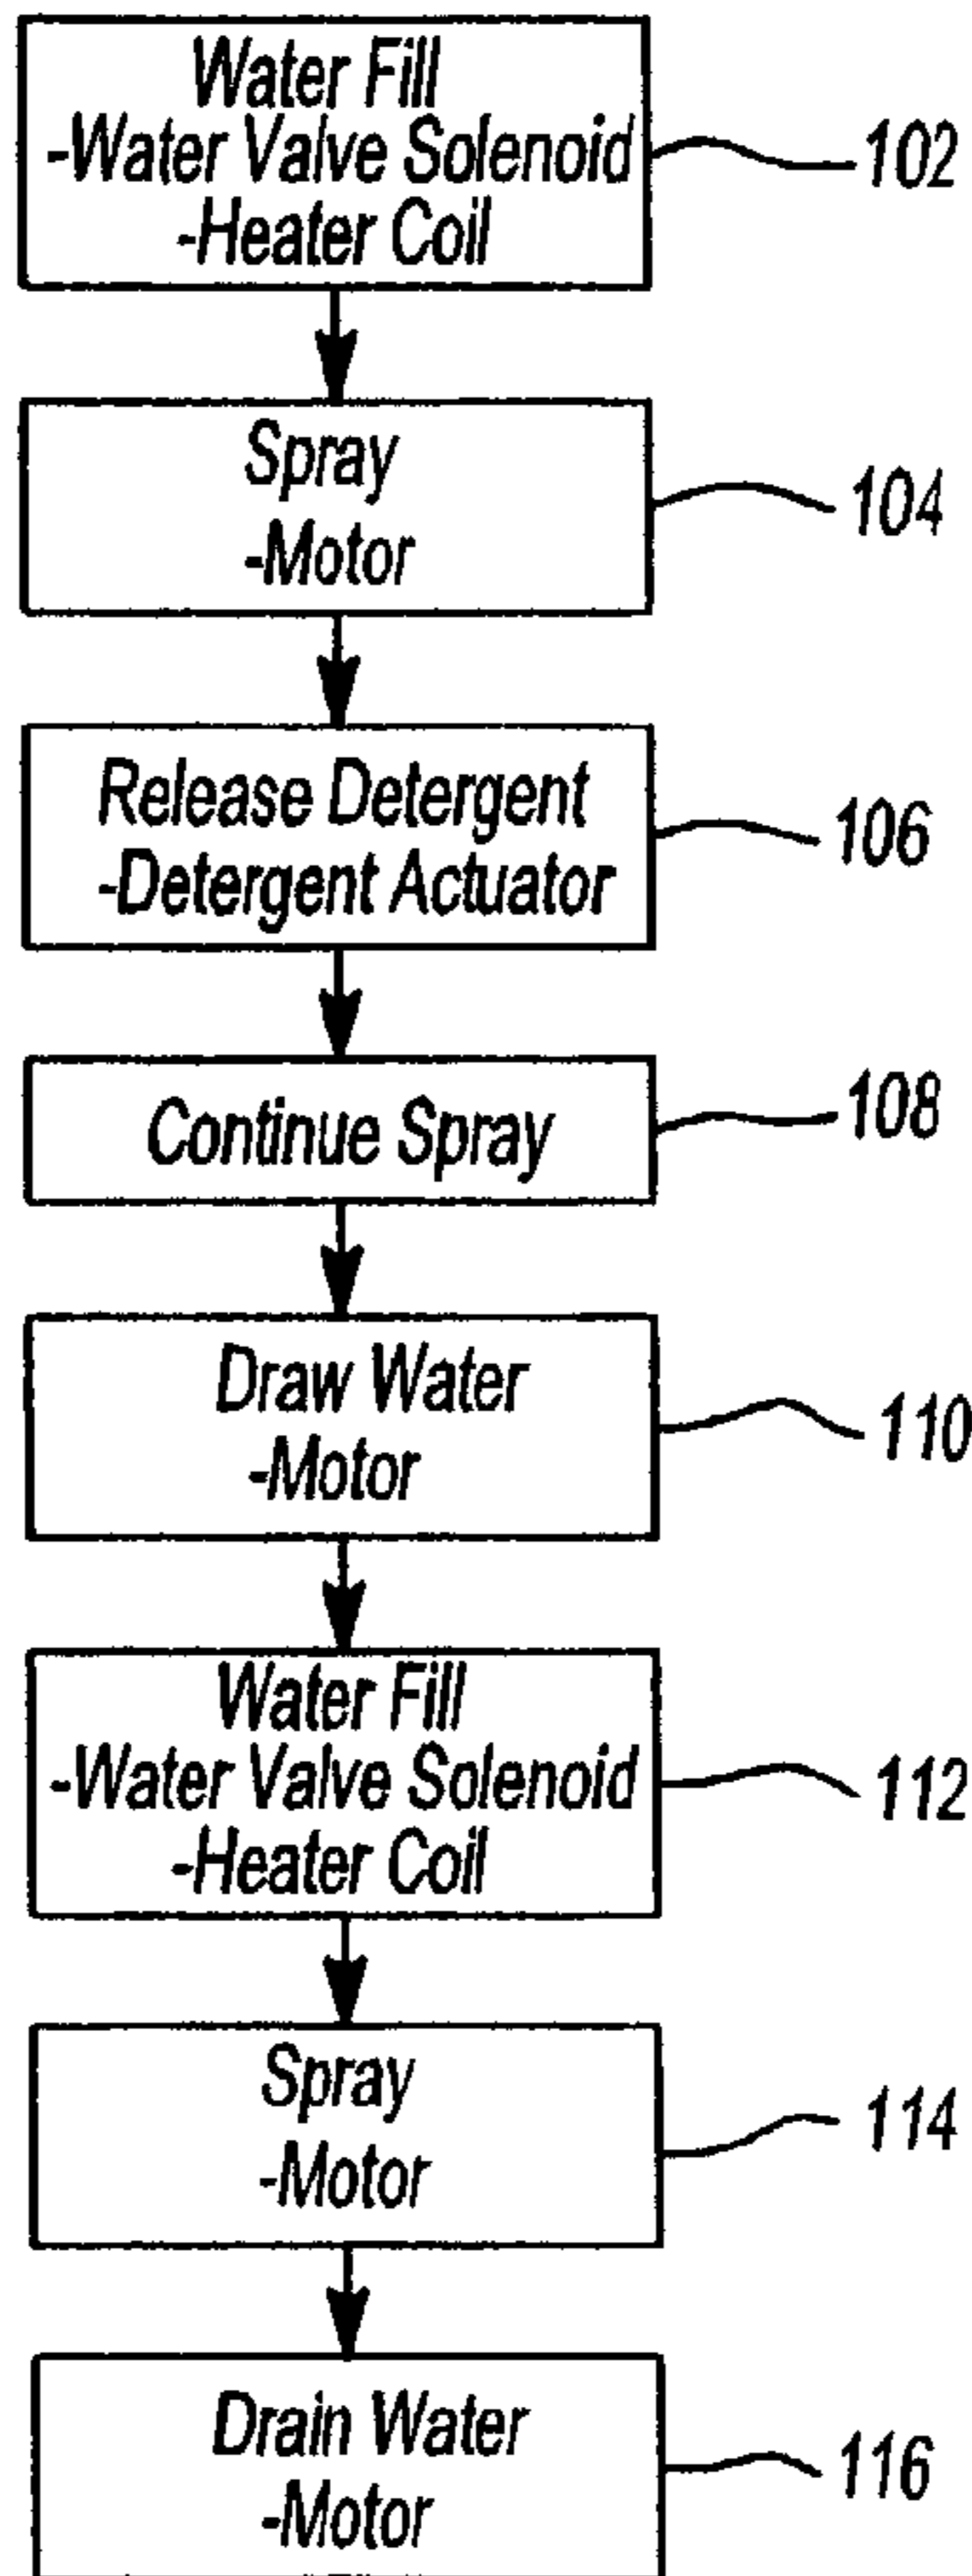 Water Fill
-Water Valve Solenoid
-Heater Coil
102
Spray
-Motor
104
Release Detergent
-Detergent Actuator
106
Continue Spray
108
Draw Water
-Motor
110
Water Fill
-Water Valve Solenoid
-Heater Coil
112
Spray
-Motor
114
Drain Water
-Motor
116